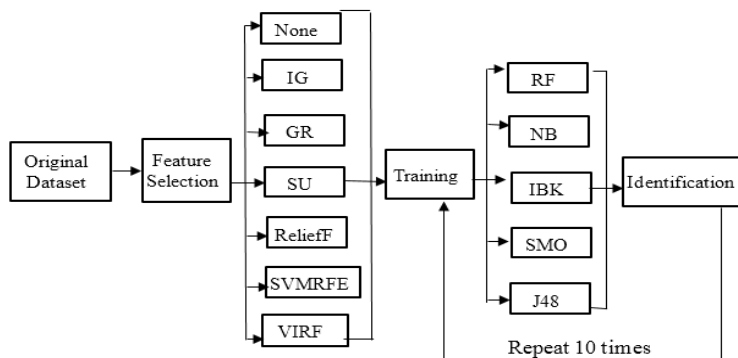 Original
Dataset
Feature
Selection
None
IG
GR
SU
ReliefF
SVMRFE
VIRF
Training
RF
NB
IBK
SMO
J48
Identification
Repeat 10 times